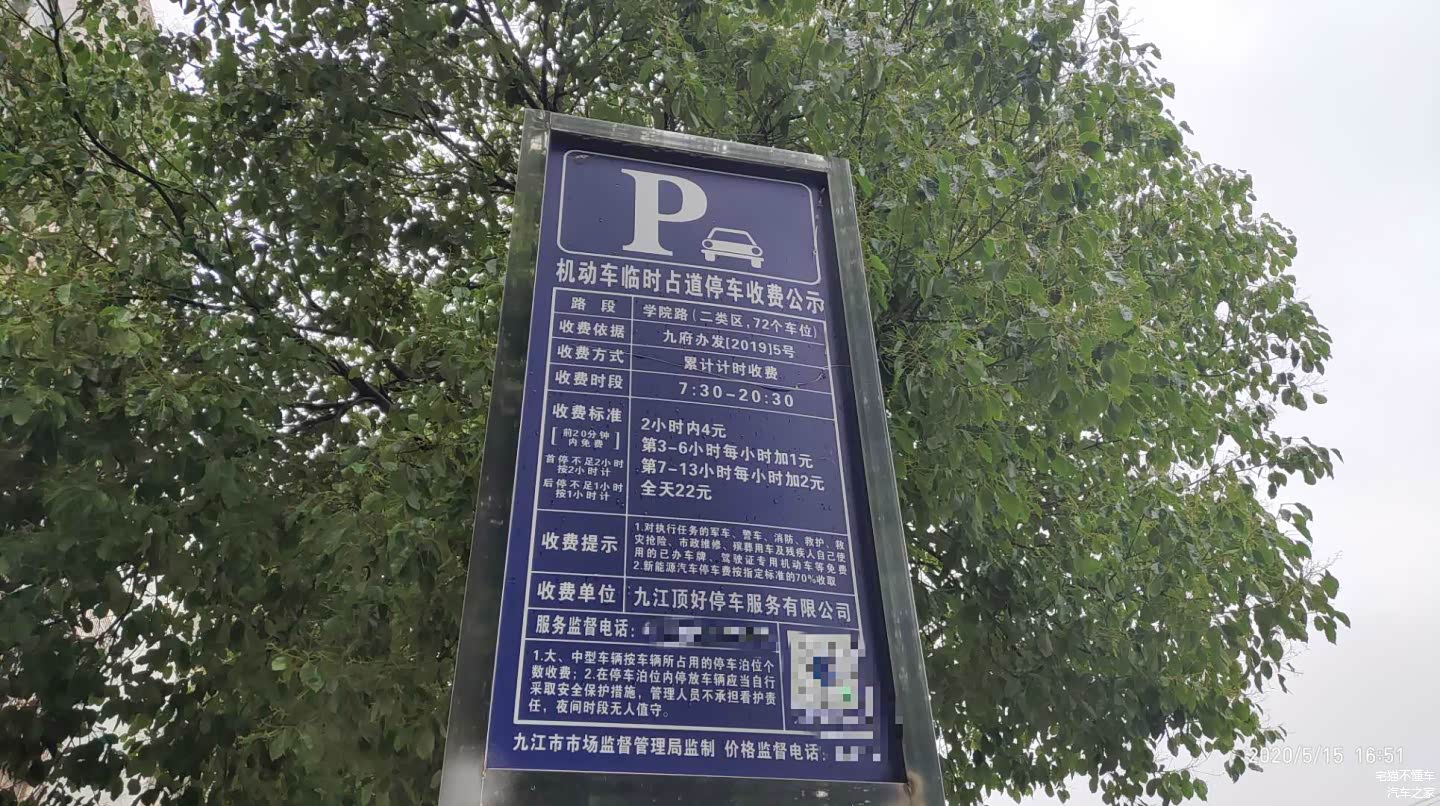 P
机动车临时占道停车收费公示
路段 学院路(二类区,72个车位)
收费依据 九府办发[2019]5号
收费方式 累计计时收费
收费时段 7:30-20:30
收费标准
[前20分钟
内免费]
首停不足2小时
按2小时计
后停不足1小时
按1小时计
2小时内4元
第3-6小时每小时加1元
第7-13小时每小时加2元
全天22元
收费提示
1.对执行任务的军车、警车、消防、救护、救
灾抢险、市政维修、殡葬用车及残疾人自己使
用的已办车牌、驾驶证专用机动车等免费
2.新能源汽车停车费按指定标准的70%收取
收费单位 九江顶好停车服务有限公司
服务监督电话:
1.大、中型车辆按车辆所占用的停车泊位个
数收费;2.在停车泊位内停放车辆应当自行
采取安全保护措施,管理人员不承担看护责
任,夜间时段无人值守。
九江市市场监督管理局监制 价格监督电话:
2020/5/15 16:51
宅猫不懂车
汽车之家